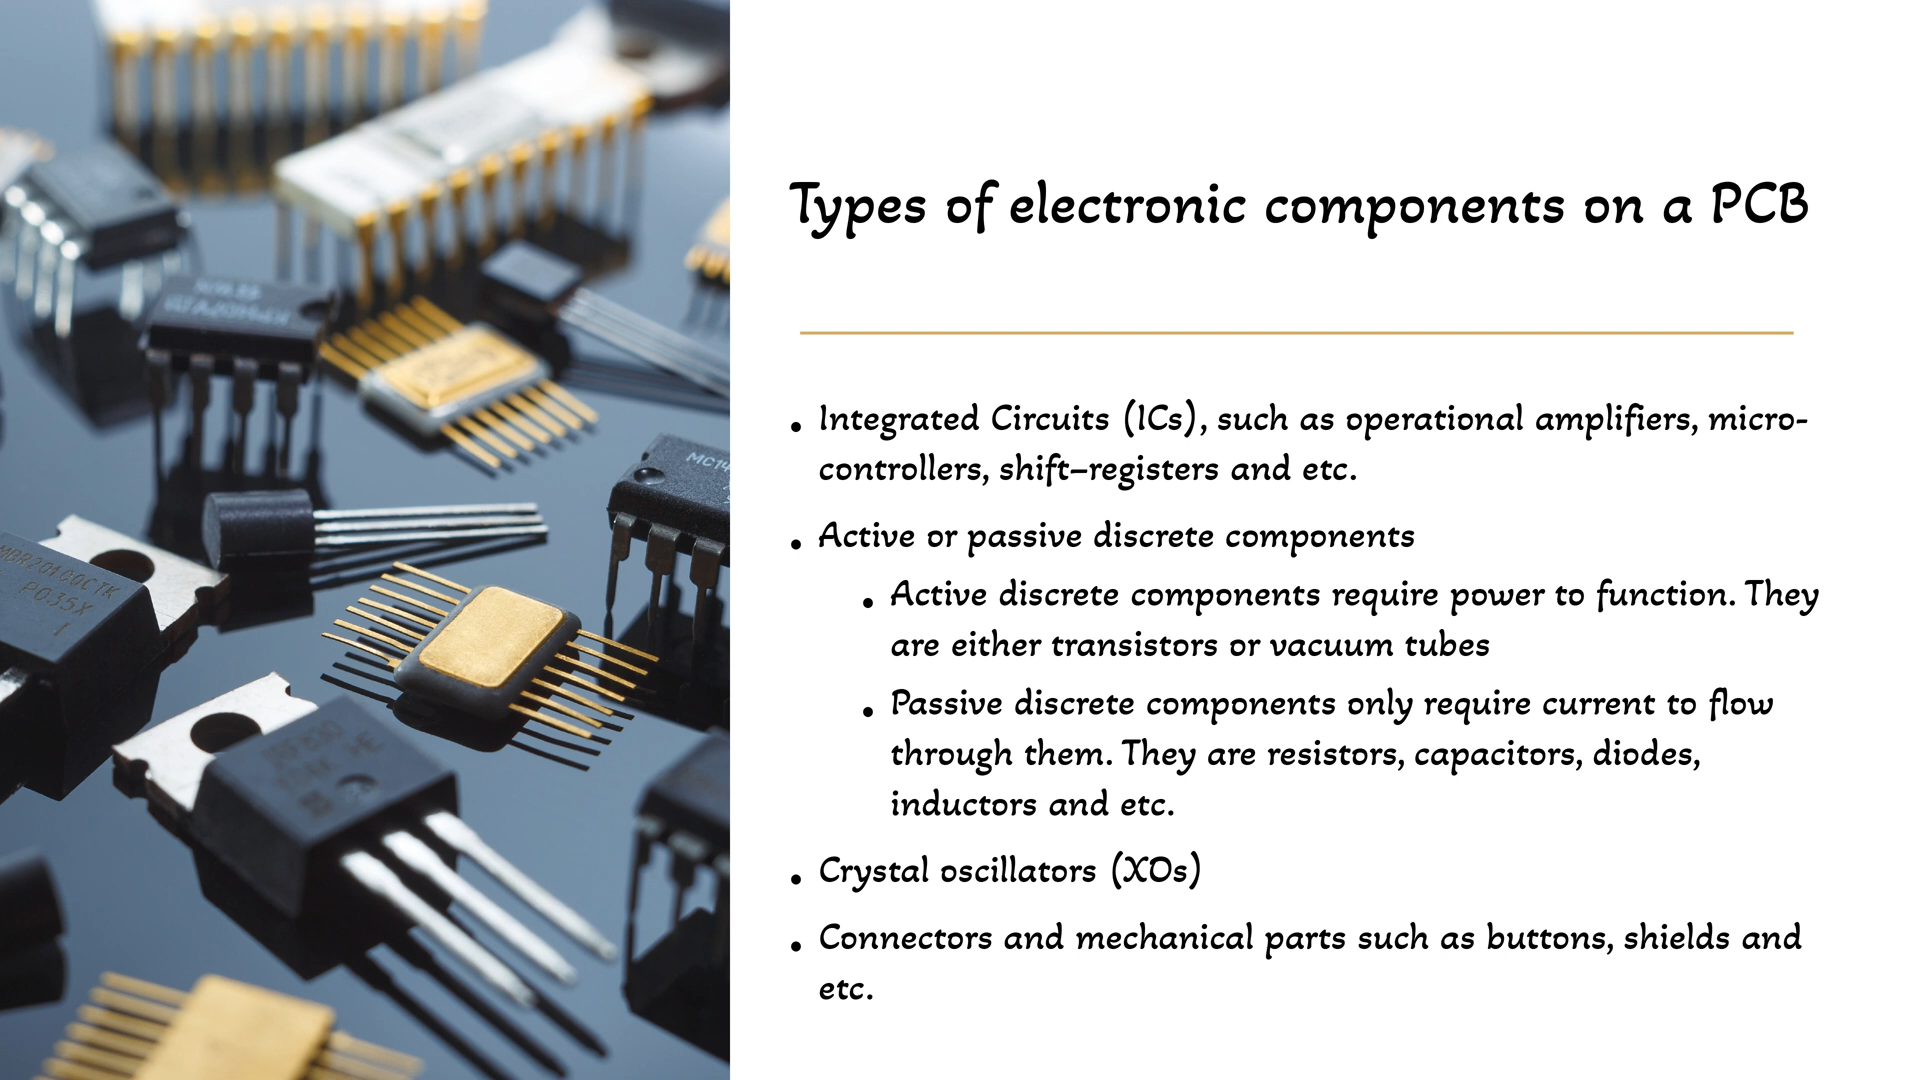 Types of electronic components on a PCB
• Integrated Circuits (ICs), such as operational amplifiers, micro-
controllers, shift–registers and etc.
• Active or passive discrete components
• Active discrete components require power to function. They
are either transistors or vacuum tubes
• Passive discrete components only require current to flow
through them. They are resistors, capacitors, diodes,
inductors and etc.
• Crystal oscillators (XOs)
• Connectors and mechanical parts such as buttons, shields and
etc.
MC14
MBR20100CTK
P035X